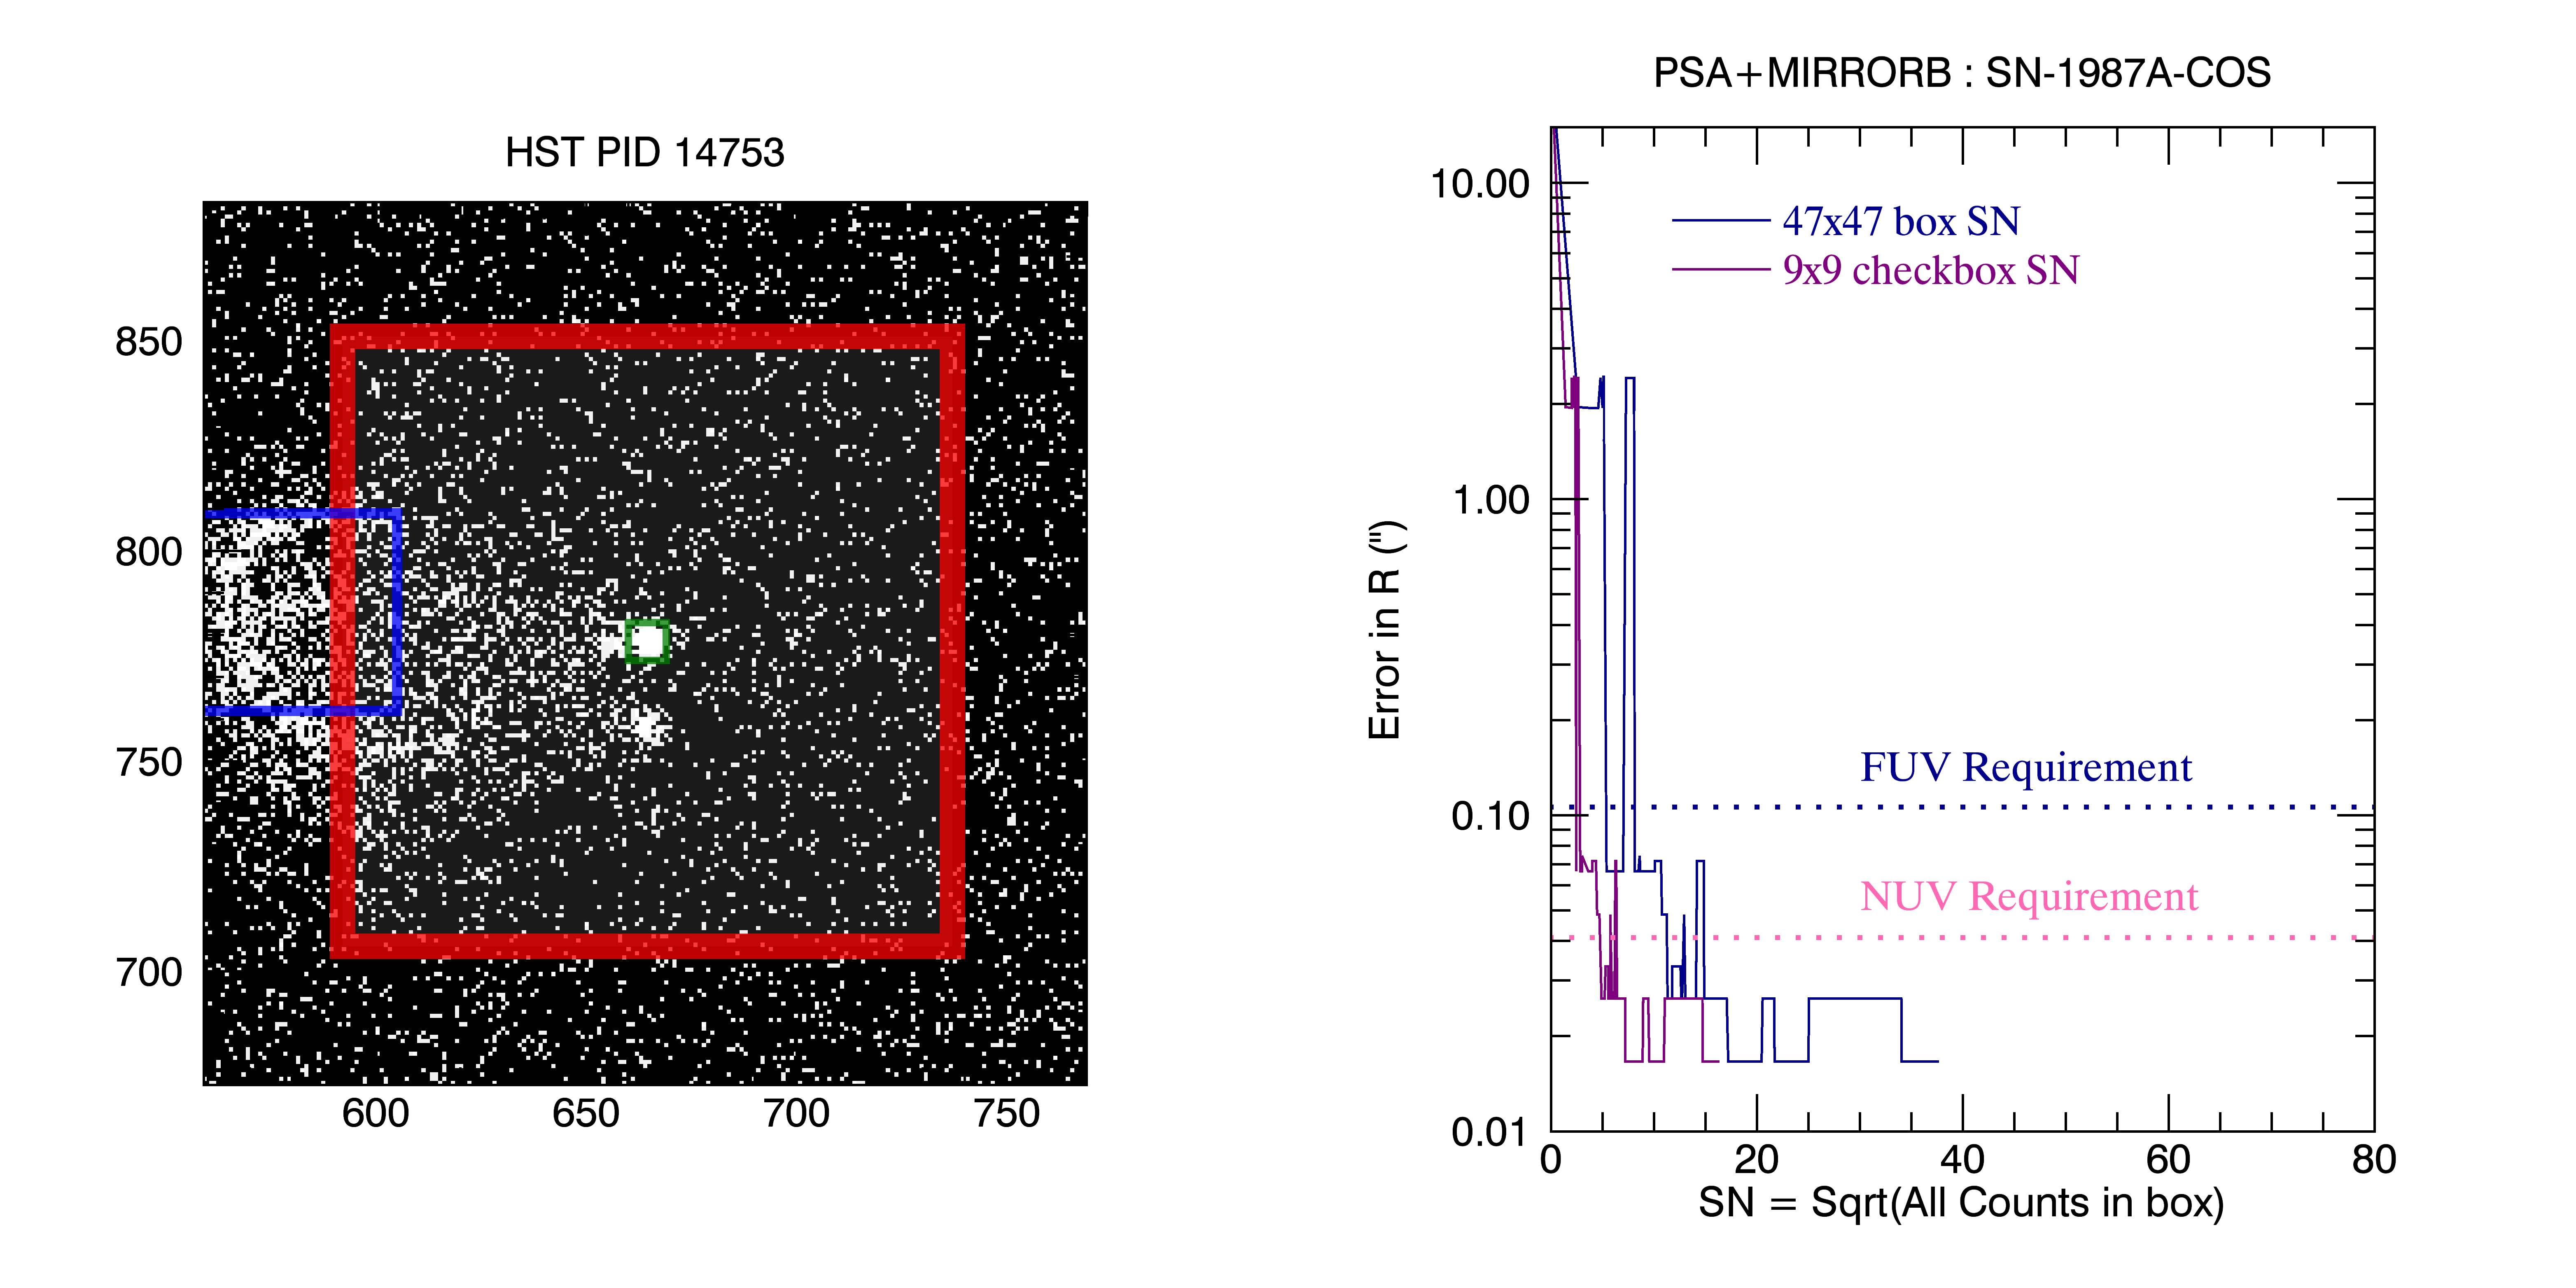 HST PID 14753
850
800
750
700
600 650 700 750
PSA+MIRRORB : SN-1987A-COS
10.00
1.00
0.10
0.01
Error in R (")
47x47 box SN
9x9 checkbox SN
FUV Requirement
NUV Requirement
0 20 40 60 80
SN = Sqrt(All Counts in box)